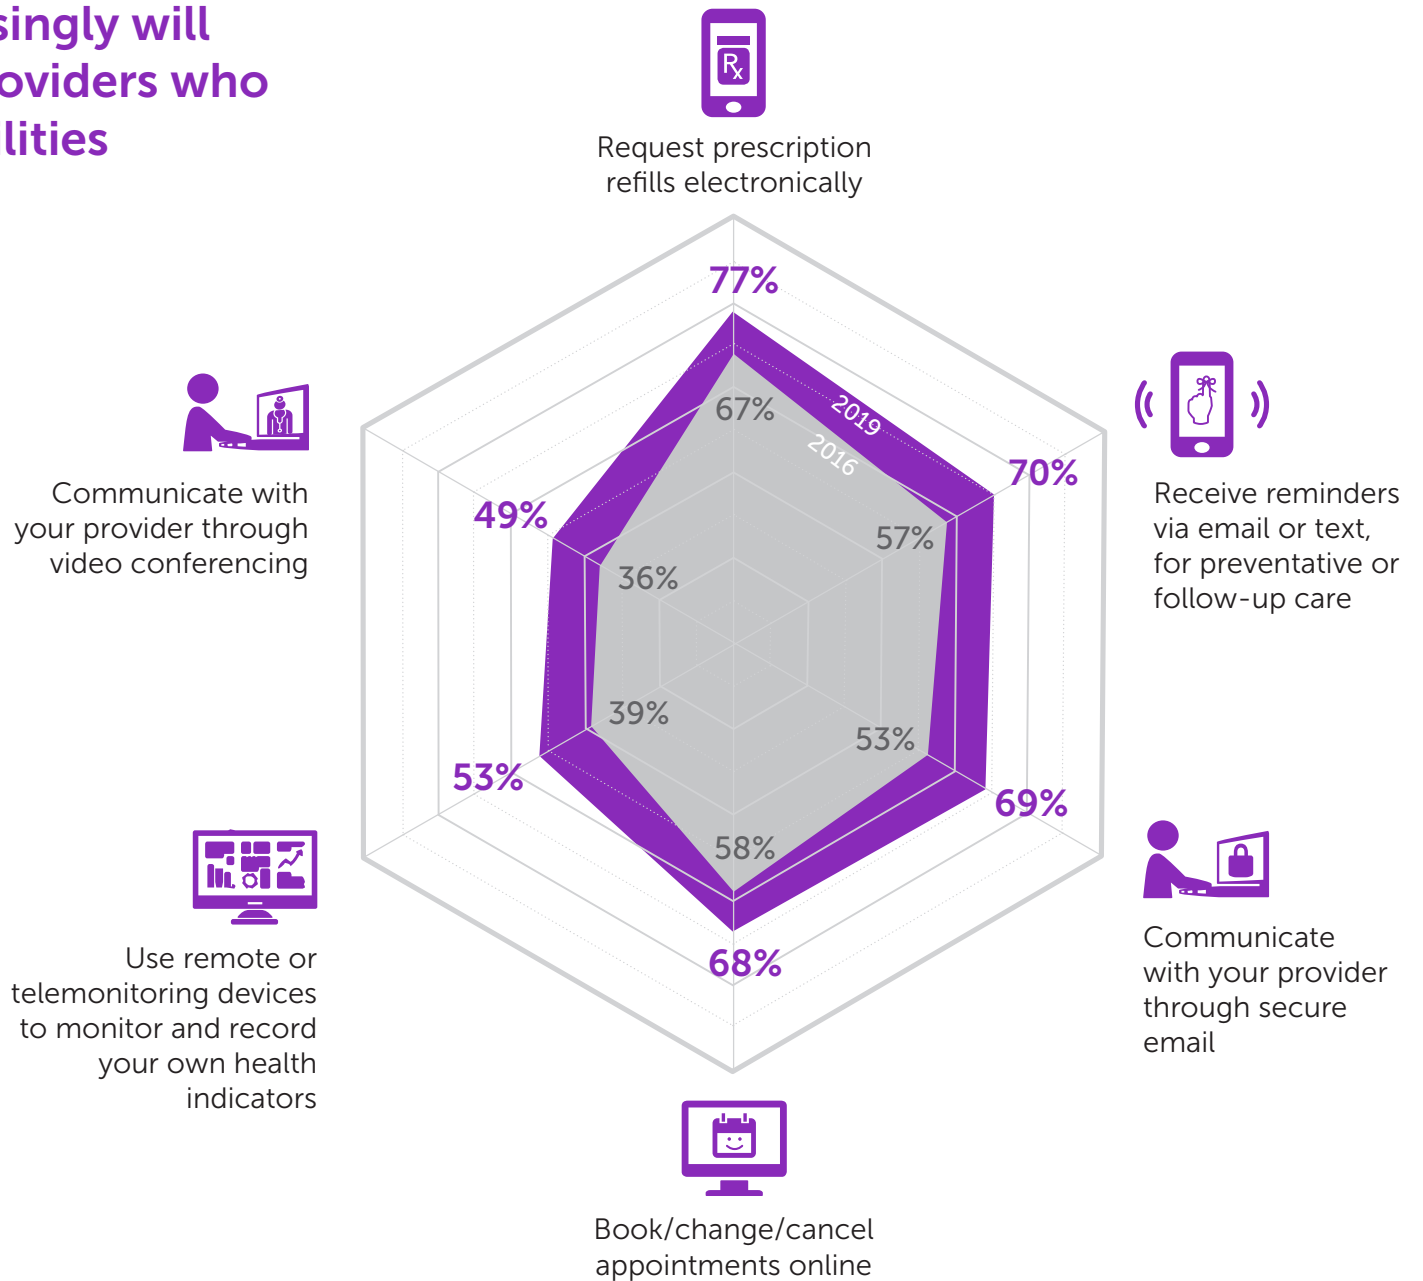 singly will
oviders who
lities
Rx
Request prescription
refills electronically
77%
67%
2019
2016
70%
57%
Receive reminders
via email or text,
for preventative or
follow-up care
49%
36%
Communicate with
your provider through
video conferencing
39%
53%
53%
69%
58%
68%
Use remote or
telemonitoring devices
to monitor and record
your own health
indicators
Communicate
with your provider
through secure
email
Book/change/cancel
appointments online